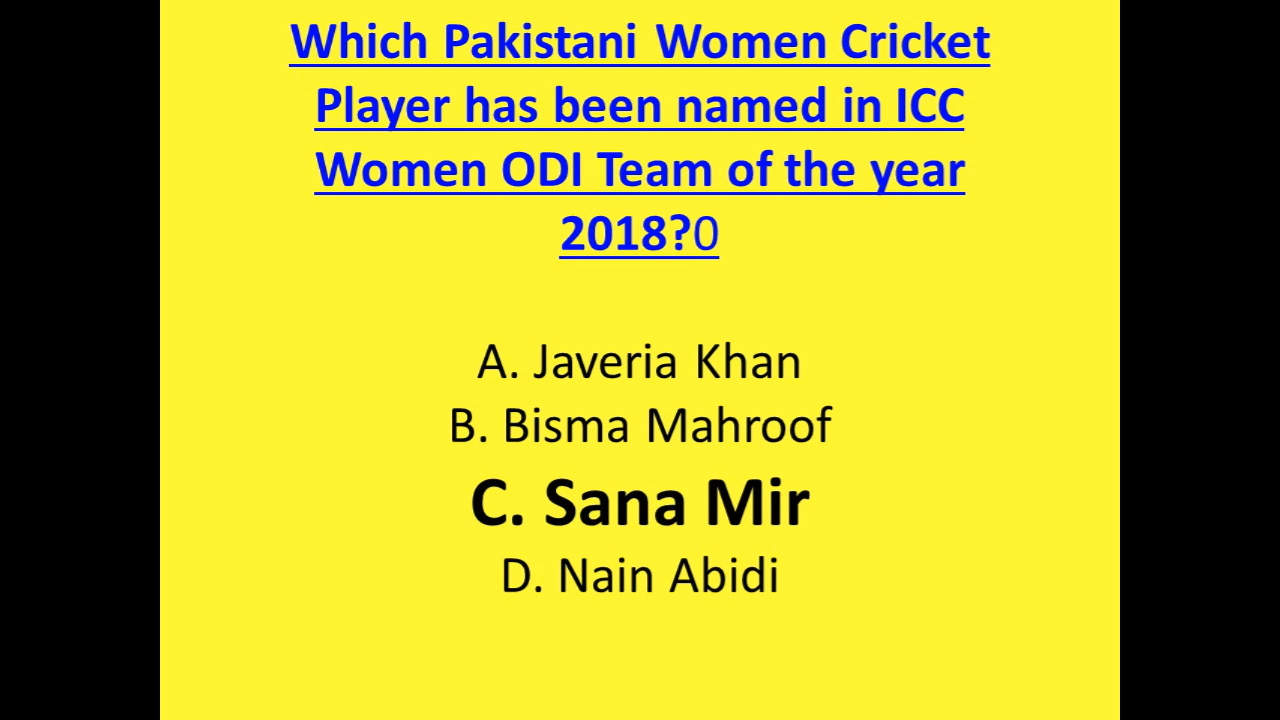 Which Pakistani Women Cricket
Player has been named in ICC
Women ODI Team of the year
2018?0
A. Javeria Khan
B. Bisma Mahroof
C. Sana Mir
D. Nain Abidi